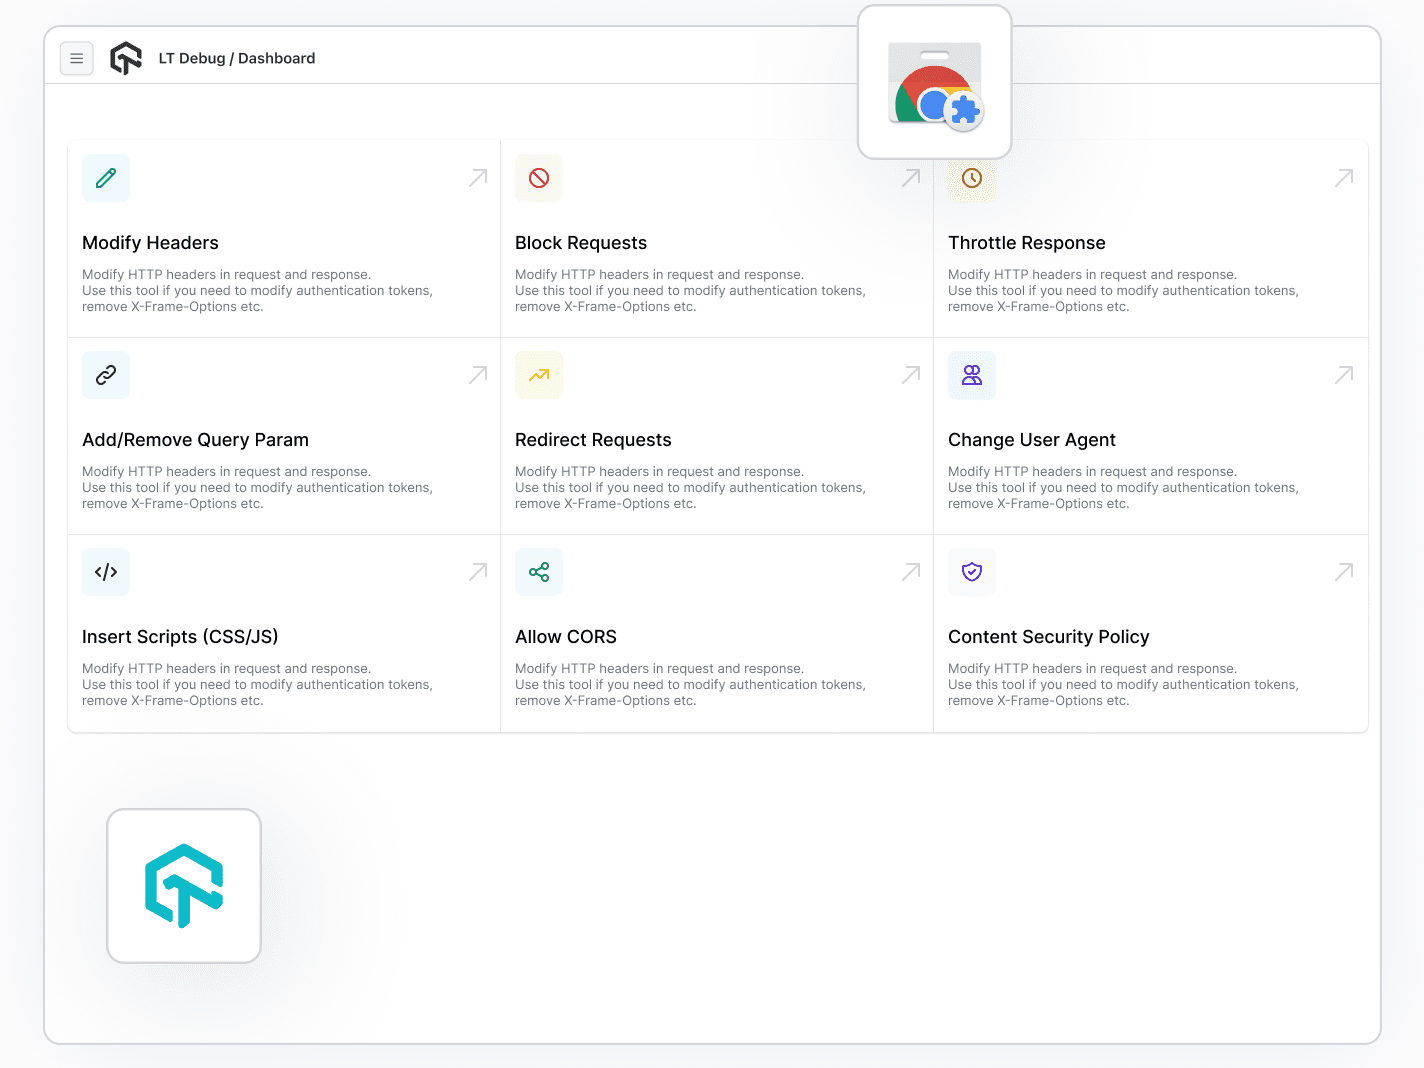 LT Debug / Dashboard
Modify Headers
Modify HTTP headers in request and response.
Use this tool if you need to modify authentication tokens,
remove X-Frame-Options etc.
Block Requests
Modify HTTP headers in request and response.
Use this tool if you need to modify authentication tokens,
remove X-Frame-Options etc.
Throttle Response
Modify HTTP headers in request and response.
Use this tool if you need to modify authentication tokens,
remove X-Frame-Options etc.
Add/Remove Query Param
Modify HTTP headers in request and response.
Use this tool if you need to modify authentication tokens,
remove X-Frame-Options etc.
Redirect Requests
Modify HTTP headers in request and response.
Use this tool if you need to modify authentication tokens,
remove X-Frame-Options etc.
Change User Agent
Modify HTTP headers in request and response.
Use this tool if you need to modify authentication tokens,
remove X-Frame-Options etc.
Insert Scripts (CSS/JS)
Modify HTTP headers in request and response.
Use this tool if you need to modify authentication tokens,
remove X-Frame-Options etc.
Allow CORS
Modify HTTP headers in request and response.
Use this tool if you need to modify authentication tokens,
remove X-Frame-Options etc.
Content Security Policy
Modify HTTP headers in request and response.
Use this tool if you need to modify authentication tokens,
remove X-Frame-Options etc.